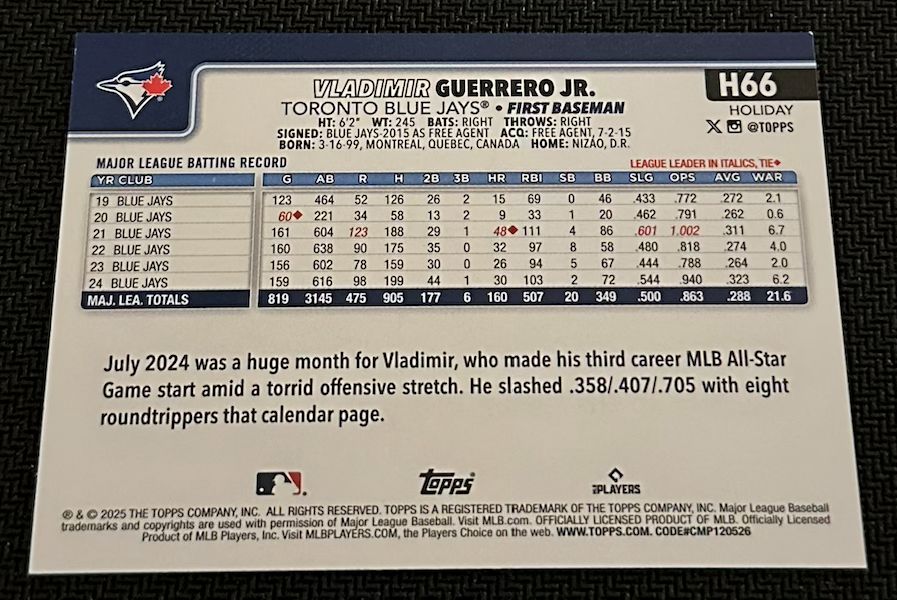 VLADIMIR GUERRERO JR.
H66
TORONTO BLUE JAYS® • FIRST BASEMAN
HOLIDAY
HT: 6'2" WT: 245 BATS: RIGHT THROWS: RIGHT
@TOPPS
SIGNED: BLUE JAYS-2015 AS FREE AGENT ACQ: FREE AGENT, 7-2-15
BORN: 3-16-99, MONTREAL, QUEBEC, CANADA HOME: NIZAO, D.R.
MAJOR LEAGUE BATTING RECORD
LEAGUE LEADER IN ITALICS, TIE◆
YR CLUB G AB R H 2B 3B HR RBI SB BB SLG OPS AVG WAR
19 BLUE JAYS 123 464 52 126 26 2 15 69 0 46 .433 .772 .272 2.1
20 BLUE JAYS 60◆ 221 34 58 13 2 9 33 1 20 .462 .791 .262 0.6
21 BLUE JAYS 161 604 123 188 29 1 48◆ 111 4 86 .601 1.002 .311 6.7
22 BLUE JAYS 160 638 90 175 35 0 32 97 8 58 .480 .818 .274 4.0
23 BLUE JAYS 156 602 78 159 30 0 26 94 5 67 .444 .788 .264 2.0
24 BLUE JAYS 159 616 98 199 44 1 30 103 2 72 .544 .940 .323 6.2
MAJ. LEA. TOTALS 819 3145 475 905 177 6 160 507 20 349 .500 .863 .288 21.6
July 2024 was a huge month for Vladimir, who made his third career MLB All-Star
Game start amid a torrid offensive stretch. He slashed .358/.407/.705 with eight
roundtrippers that calendar page.
Topps
PLAYERS
® & © 2025 THE TOPPS COMPANY, INC. ALL RIGHTS RESERVED. TOPPS IS A REGISTERED TRADEMARK OF THE TOPPS COMPANY, INC. Major League Baseball
trademarks and copyrights are used with permission of Major League Baseball. Visit MLB.com. OFFICIALLY LICENSED PRODUCT OF MLB. Officially Licensed
Product of MLB Players, Inc. Visit MLBPLAYERS.COM, the Players Choice on the web. WWW.TOPPS.COM. CODE#CMP120526